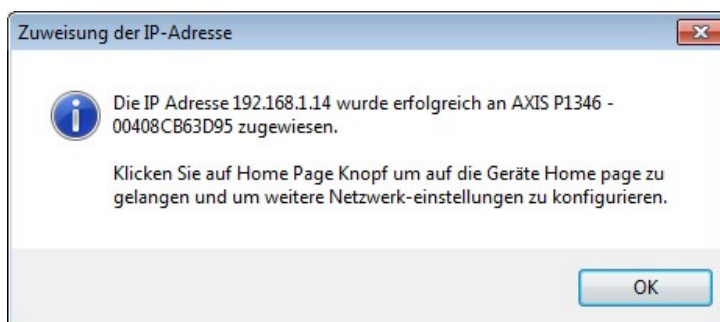 Zuweisung der IP-Adresse
Die IP Adresse 192.168.1.14 wurde erfolgreich an AXIS P1346 -
00408CB63D95 zugewiesen.
Klicken Sie auf Home Page Knopf um auf die Geräte Home page zu
gelangen und um weitere Netzwerk-einstellungen zu konfigurieren.
OK